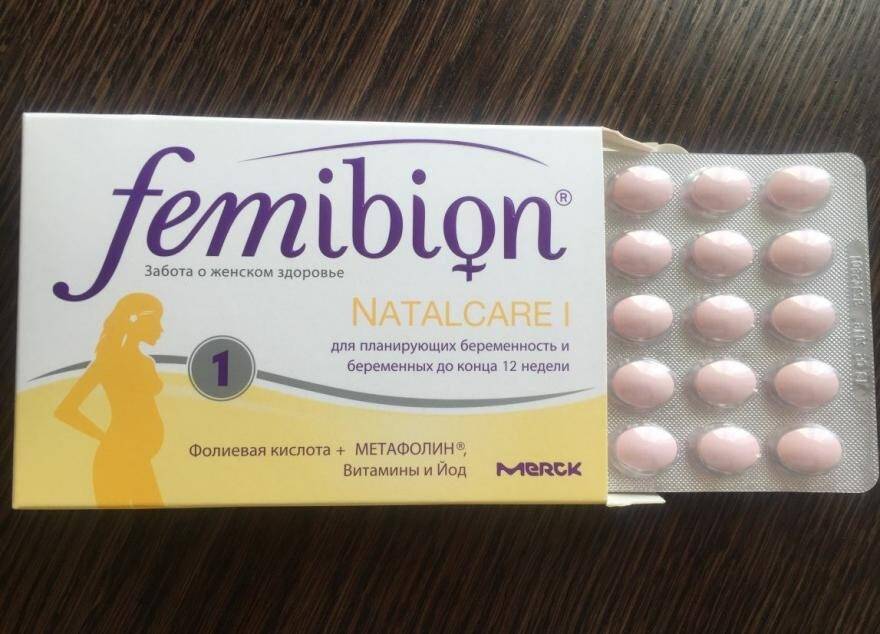 femibion®
Забота о женском здоровье
NATALCARE I
для планирующих беременность и
беременных до конца 12 недели
1
Фолиевая кислота + МЕТАФОЛИН®,
Витамины и Йод
MERCK